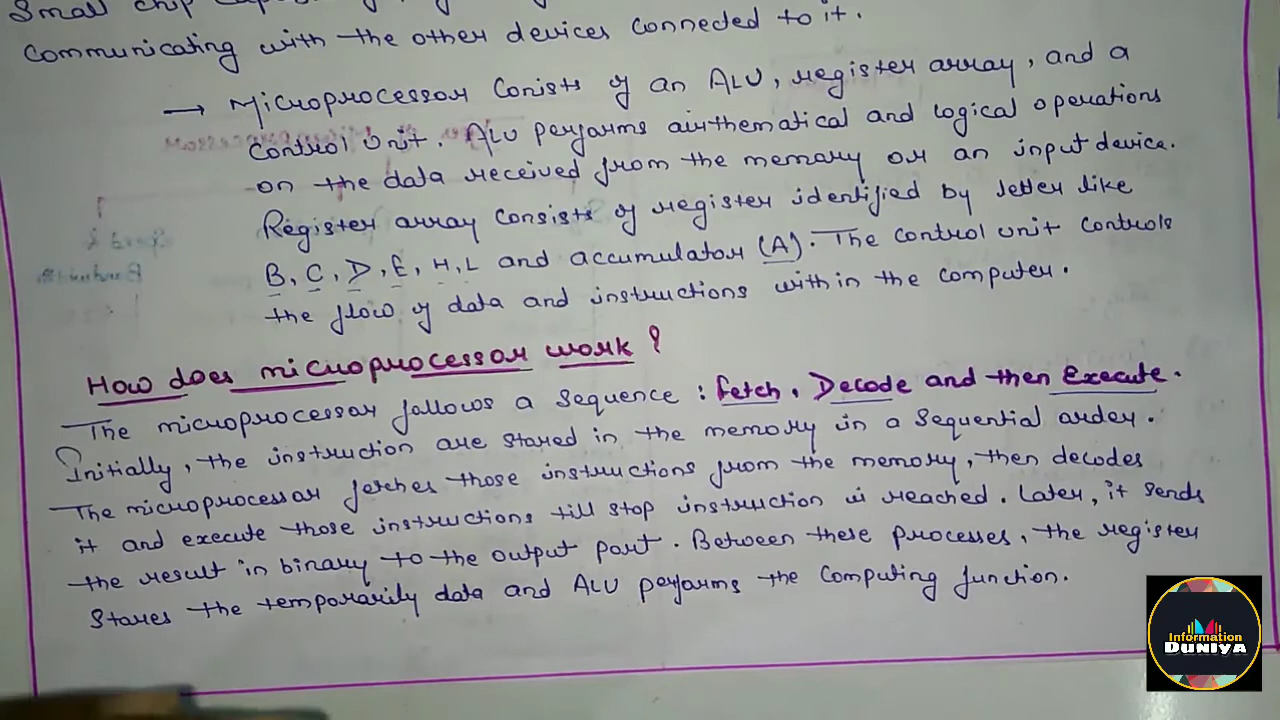 Small chip
Communicating with the other devices connected to it.
→ Microprocessor Conists of an ALU, register array, and a
Control Unit. ALU performs airthematical and logical operations
on the data received from the memory or an input device.
Register array consists of register identified by letter like
B, C, D, E, H, L and accumulator (A). The control unit controls
the flow of data and instructions within the computer.
How does microprocessor work?
The microprocessor follows a sequence : fetch, Decode and then Execute.
Initially, the instruction are stored in the memory in a sequential order.
The microprocessor fetches those instructions from the memory, then decodes
it and execute those instructions till stop instruction is reached. Later, it sends
the result in binary to the output port. Between these processes, the register
stores the temporarily data and ALU performs the computing function.
Information
Duniya